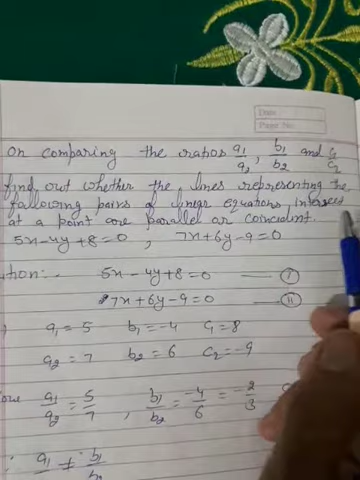 Date
Page No.
On comparing the ratios a1/a2, b1/b2 and c1/c2
find out whether the lines representing the
following pairs of linear equations, intersect
at a point are parallel or coincident.
5x-4y+8=0 , 7x+6y-9=0
tion:- 5x-4y+8=0 —— I
7x+6y-9=0 —— II
a1=5 b1=-4 c1=8
a2=7 b2=6 c2=-9
a1/a2 = 5/7 , b1/b2 = -4/6 = -2/3
∴ a1 ≠ b1